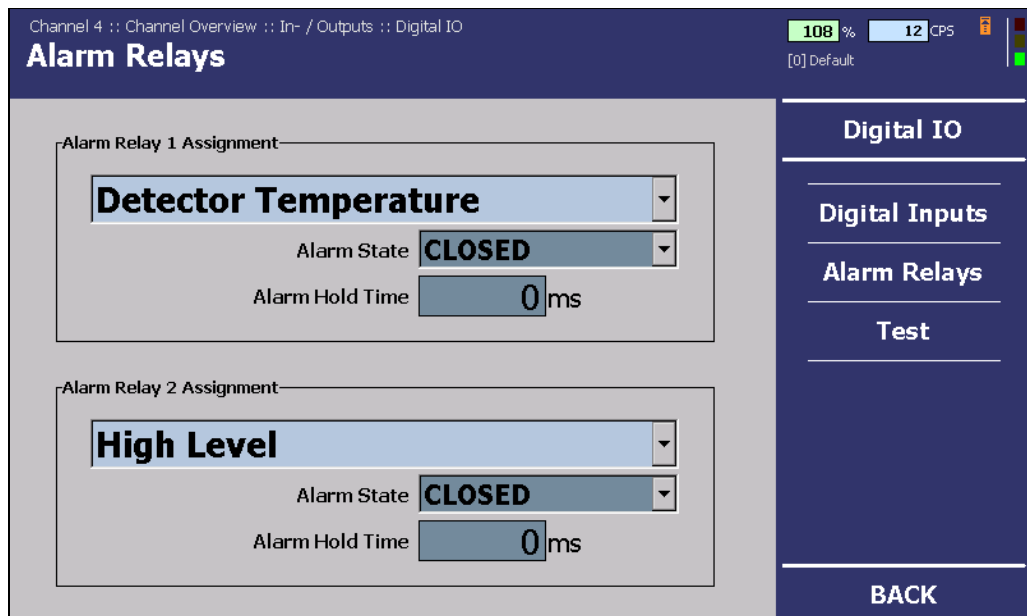 Channel 4 :: Channel Overview :: In- / Outputs :: Digital IO
Alarm Relays
108 % 12 CPS
[0] Default
Alarm Relay 1 Assignment
Detector Temperature
Alarm State CLOSED
Alarm Hold Time 0 ms
Alarm Relay 2 Assignment
High Level
Alarm State CLOSED
Alarm Hold Time 0 ms
Digital IO
Digital Inputs
Alarm Relays
Test
BACK